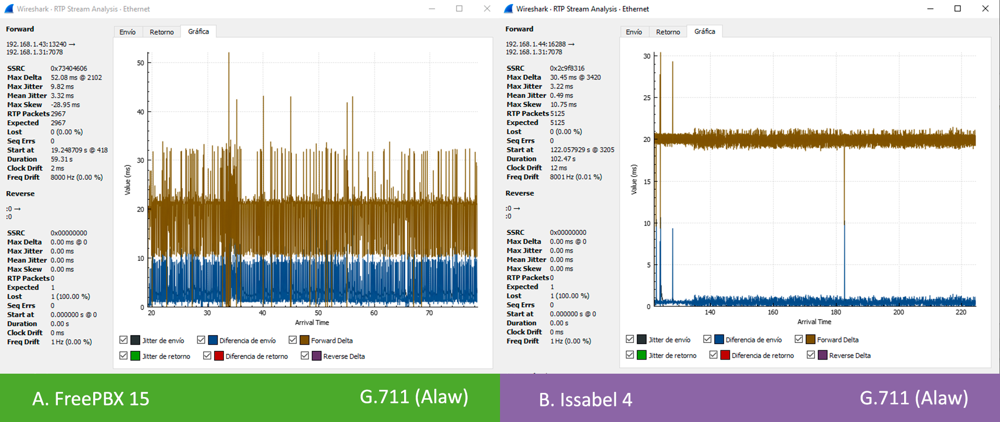 Wireshark · RTP Stream Analysis · Ethernet
Forward
192.168.1.43:13240 →
192.168.1.31:7078
SSRC 0x73404606
Max Delta 52.08 ms @ 2102
Max Jitter 9.82 ms
Mean Jitter 3.32 ms
Max Skew -28.95 ms
RTP Packets 2967
Expected 2967
Lost 0 (0.00 %)
Seq Errs 0
Start at 19.248709 s @ 418
Duration 59.31 s
Clock Drift 2 ms
Freq Drift 8000 Hz (0.00 %)
Reverse
:0 →
:0
SSRC 0x00000000
Max Delta 0.00 ms @ 0
Max Jitter 0.00 ms
Mean Jitter 0.00 ms
Max Skew 0.00 ms
RTP Packets 0
Expected 1
Lost 1 (100.00 %)
Seq Errs 0
Start at 0.000000 s @ 0
Duration 0.00 s
Clock Drift 0 ms
Freq Drift 1 Hz (0.00 %)
Envío Retorno Gráfica
50
40
30
20
10
0
Value (ms)
20 30 40 50 60 70
Arrival Time
Jitter de envío Diferencia de envío Forward Delta
Jitter de retorno Diferencia de retorno Reverse Delta
A. FreePBX 15 G.711 (Alaw)
Wireshark · RTP Stream Analysis · Ethernet
Forward
192.168.1.44:16288 →
192.168.1.31:7078
SSRC 0x2c9f8316
Max Delta 30.45 ms @ 3420
Max Jitter 3.22 ms
Mean Jitter 0.49 ms
Max Skew 10.75 ms
RTP Packets 5125
Expected 5125
Lost 0 (0.00 %)
Seq Errs 0
Start at 122.057929 s @ 3205
Duration 102.47 s
Clock Drift 12 ms
Freq Drift 8001 Hz (0.01 %)
Reverse
:0 →
:0
SSRC 0x00000000
Max Delta 0.00 ms @ 0
Max Jitter 0.00 ms
Mean Jitter 0.00 ms
Max Skew 0.00 ms
RTP Packets 0
Expected 1
Lost 1 (100.00 %)
Seq Errs 0
Start at 0.000000 s @ 0
Duration 0.00 s
Clock Drift 0 ms
Freq Drift 1 Hz (0.00 %)
Envío Retorno Gráfica
30
25
20
15
10
5
0
Value (ms)
140 160 180 200 220
Arrival Time
Jitter de envío Diferencia de envío Forward Delta
Jitter de retorno Diferencia de retorno Reverse Delta
B. Issabel 4 G.711 (Alaw)